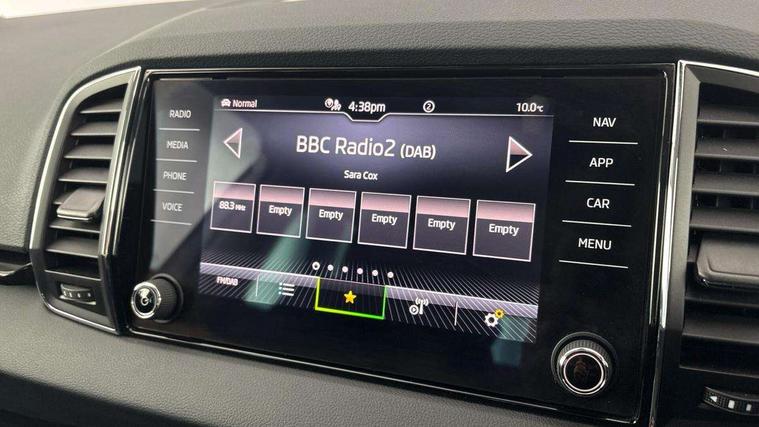 Normal
4:38pm
2
10.0°C
RADIO
MEDIA
PHONE
VOICE
BBC Radio2 (DAB)
Sara Cox
88.3 MHz
Empty
Empty
Empty
Empty
Empty
FM/DAB
NAV
APP
CAR
MENU